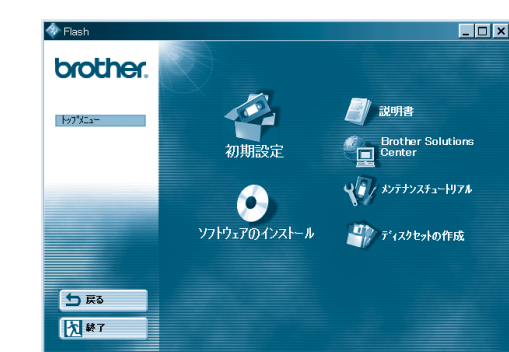 Flash
brother.
トップメニュー
初期設定
ソフトウェアのインストール
説明書
Brother Solutions
Center
メンテナンスチュートリアル
ディスクセットの作成
戻る
終了